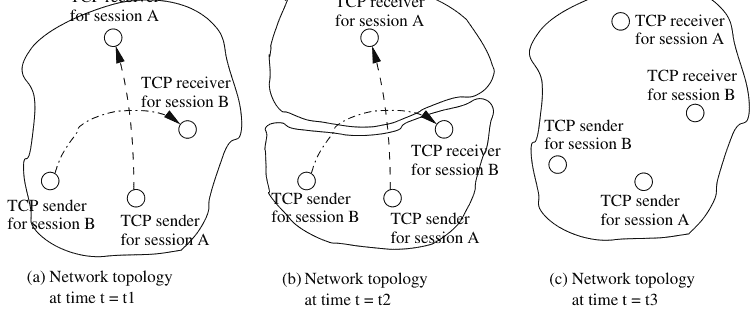 TCP receiver
for session A
TCP receiver
for session B
TCP sender
for session B
TCP sender
for session A
(a) Network topology
at time t = t1
TCP receiver
for session A
TCP receiver
for session B
TCP sender
for session B
TCP sender
for session A
(b) Network topology
at time t = t2
TCP receiver
for session A
TCP receiver
for session B
TCP sender
for session B
TCP sender
for session A
(c) Network topology
at time t = t3